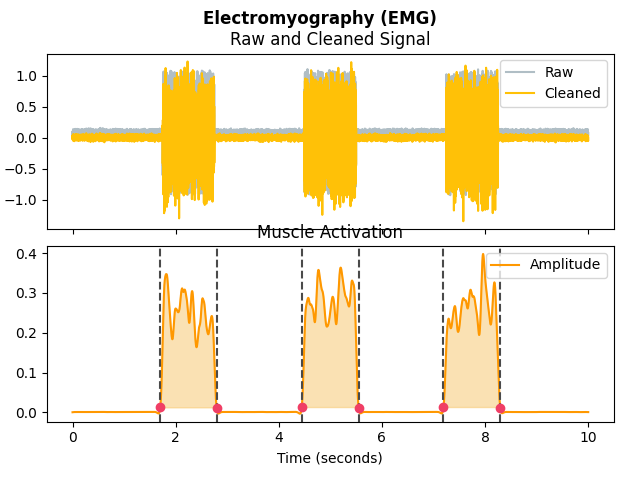 Electromyography (EMG)
Raw and Cleaned Signal
1.0
0.5
0.0
−0.5
−1.0
Raw
Cleaned
Muscle Activation
0.4
0.3
0.2
0.1
0.0
Amplitude
0 2 4 6 8 10
Time (seconds)